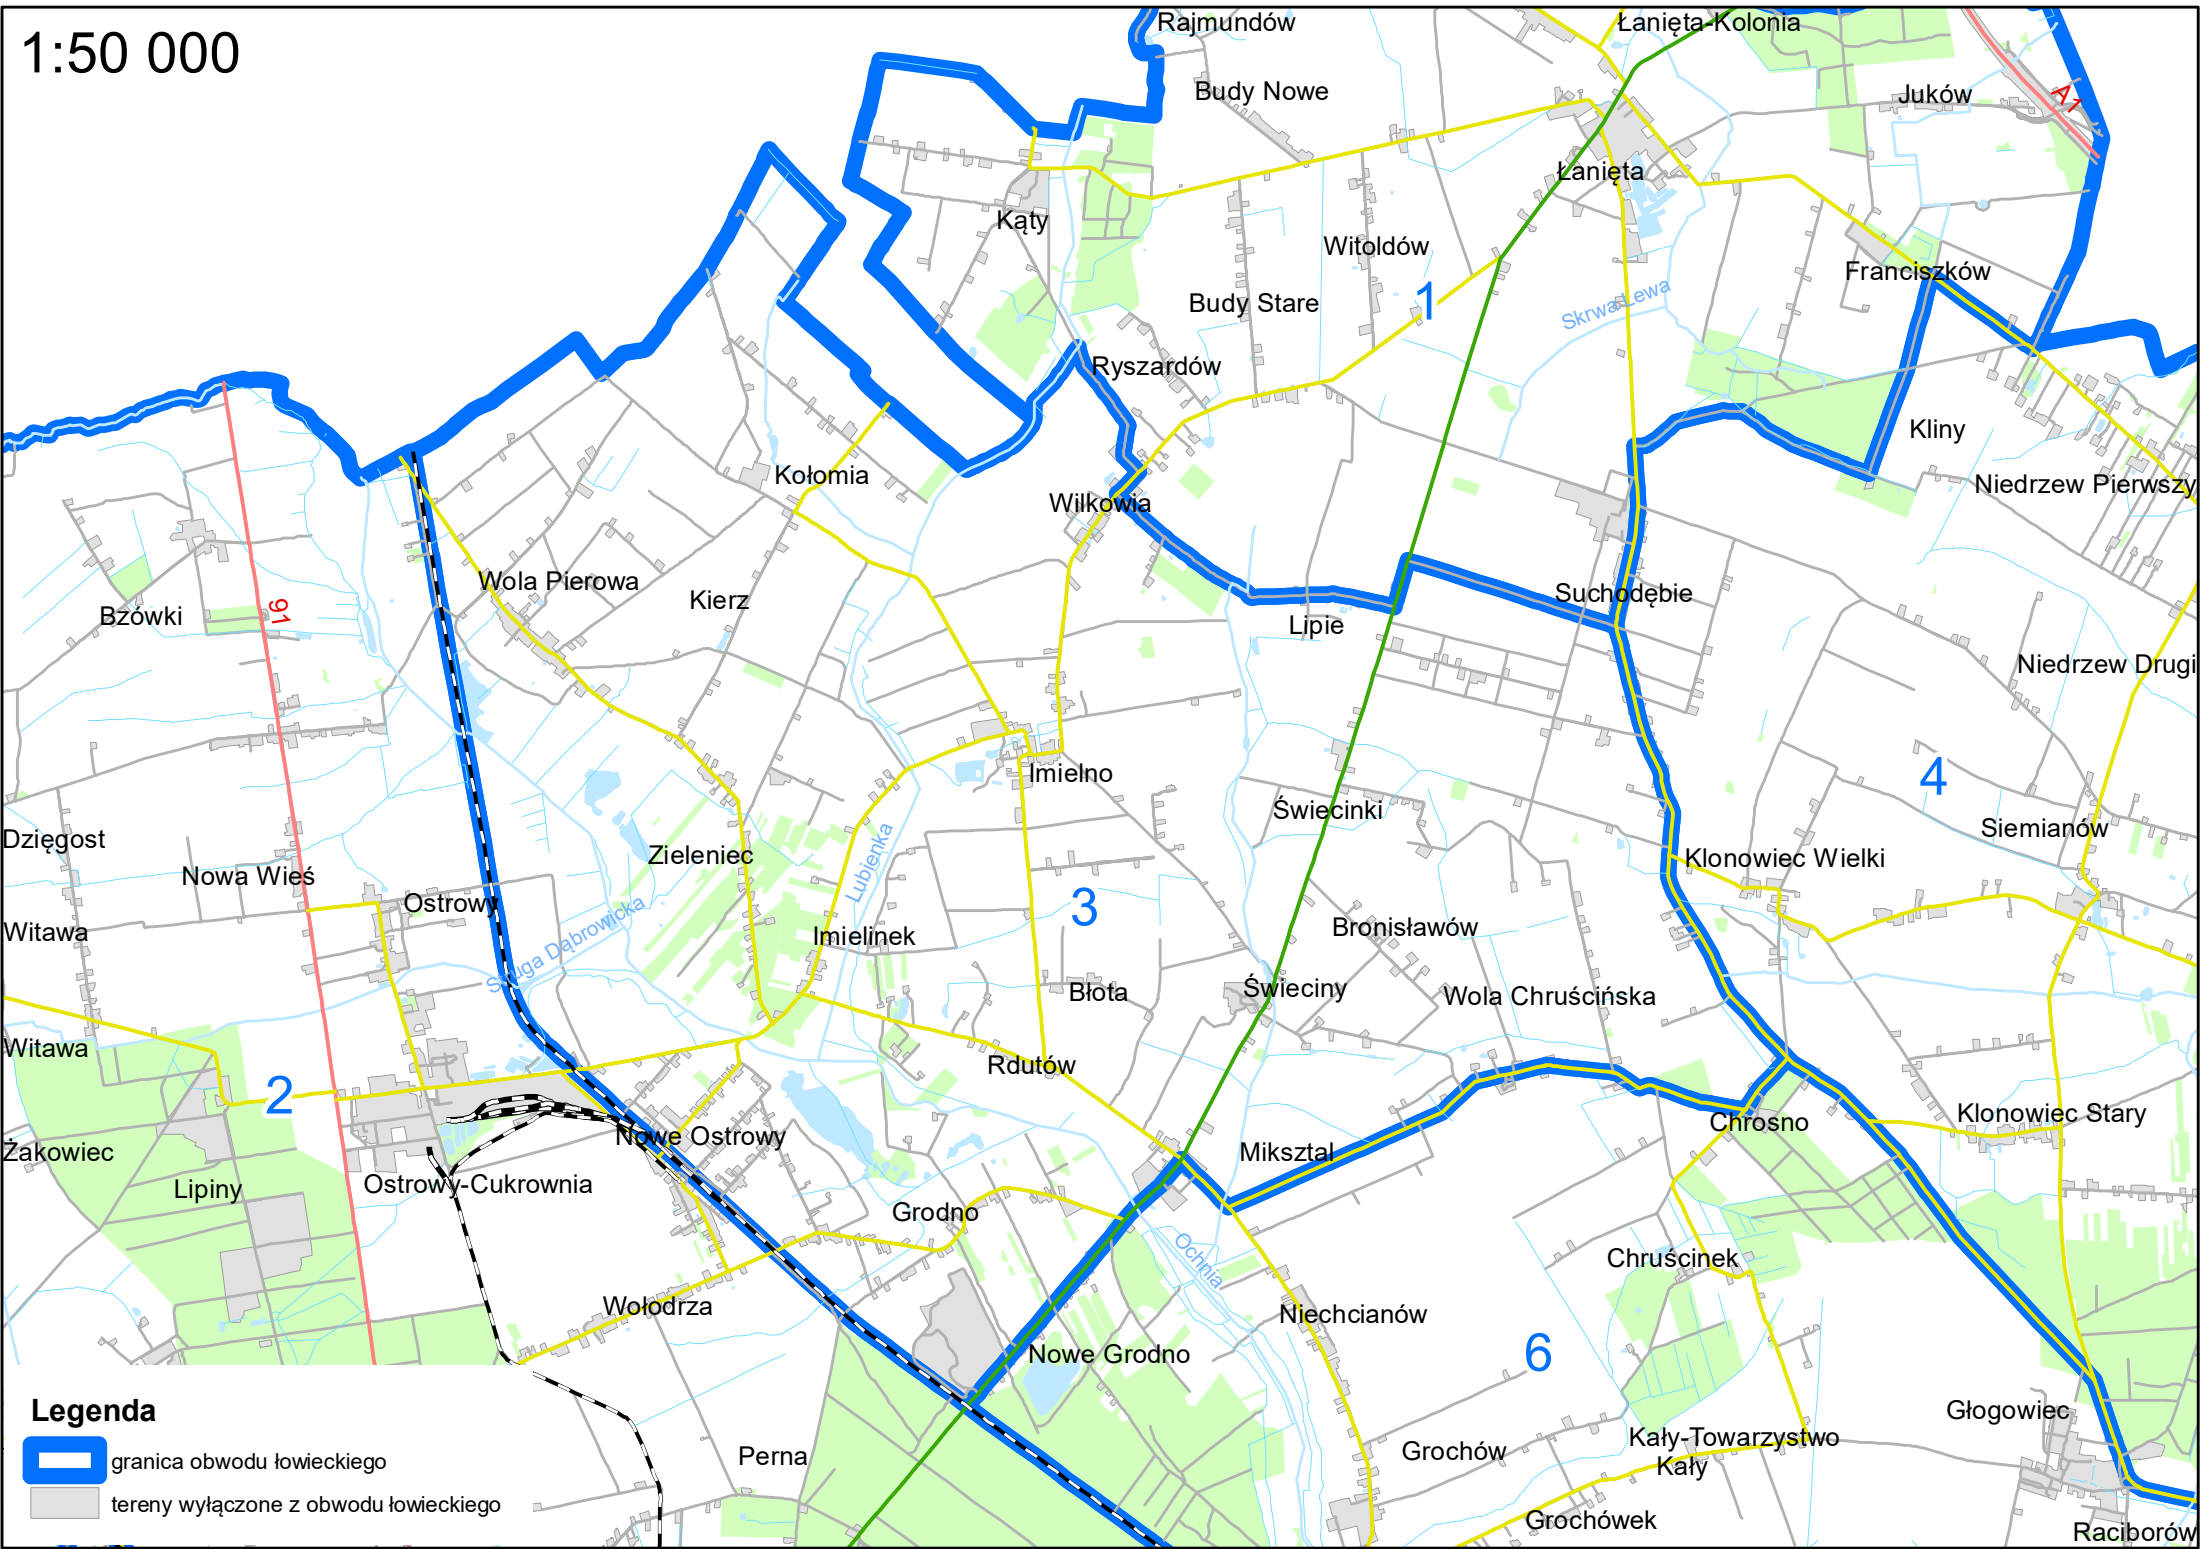 1:50 000
Rajmundów
Łanięta-Kolonia
Budy Nowe
Juków
A1
Łanięta
Kąty
Witoldów
Franciszków
Budy Stare
1
Skrwa Lewa
Ryszardów
Kliny
Kołomia
Niedrzew Pierwszy
Wilkowia
Wola Pierowa
Kierz
Suchodębie
91
Bzówki
Lipie
Niedrzew Drugi
Imielno
4
Święcinki
Siemianów
Dzięgost
Zieleniec
Klonowiec Wielki
Nowa Wieś
Lubienka
Ostrowy
3
Bronisławów
Witawa
Imielinek
Sługa Dąbrowicka
Błota
Święciny
Wola Chruścińska
Witawa
Rdutów
2
Chrosno
Klonowiec Stary
Nowe Ostrowy
Miksztal
Żakowiec
Lipiny
Ostrowy-Cukrownia
Grodno
Ochnia
Chruścinek
Wołodrza
Niechcianów
Nowe Grodno
6
Legenda
Głogowiec
granica obwodu łowieckiego
Perna
Grochów
Kały-Towarzystwo
Kały
tereny wyłączone z obwodu łowieckiego
Grochówek
Raciborów